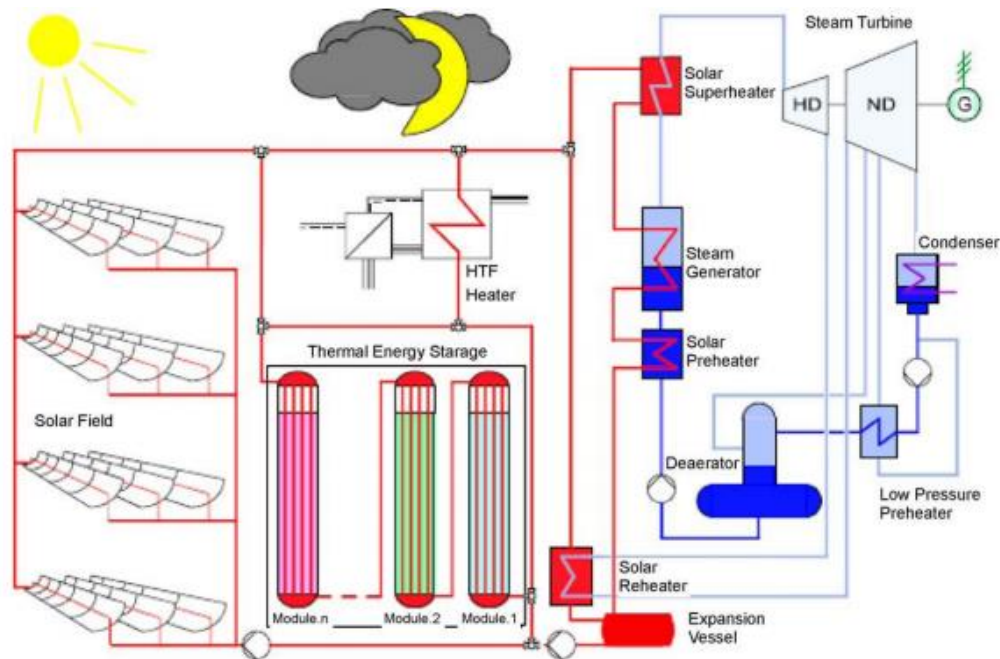 Steam Turbine
Solar
Superheater
HD
ND
G
Condenser
HTF
Heater
Steam
Generator
Thermal Energy Starage
Solar
Preheater
Solar Field
Deaerator
Low Pressure
Preheater
Solar
Reheater
Module.n
Module.2
Module.1
Expansion
Vessel